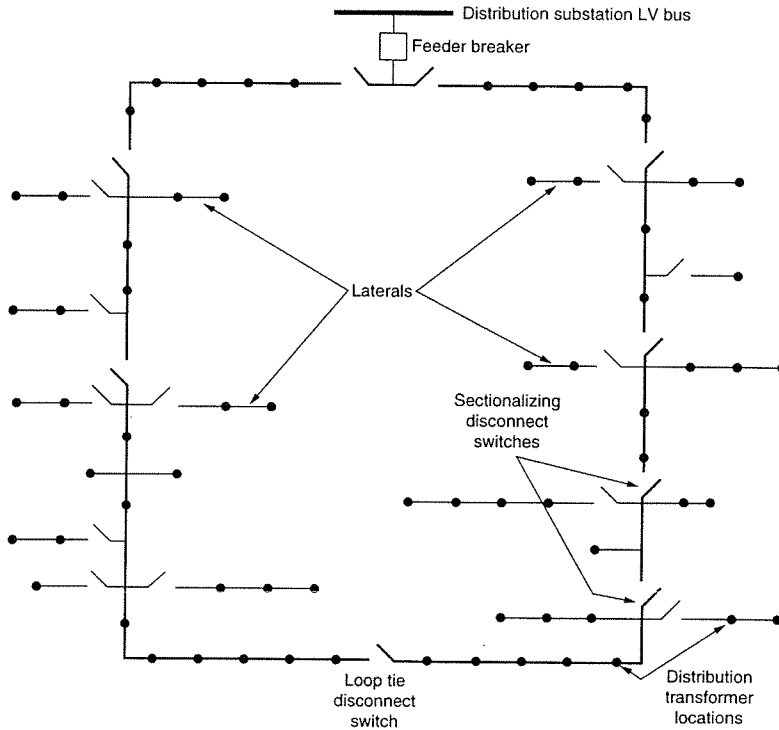 Distribution substation LV bus
Feeder breaker
Laterals
Sectionalizing
disconnect
switches
Loop tie
disconnect
switch
Distribution
transformer
locations